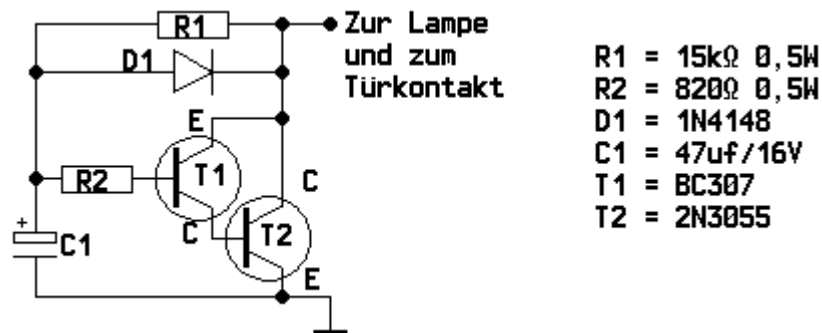 R1
Zur Lampe
und zum
Türkontakt
D1
E
T1
R2
C
C
T2
+
C1
E
R1 = 15kΩ 0,5W
R2 = 820Ω 0,5W
D1 = 1N4148
C1 = 47uf/16V
T1 = BC307
T2 = 2N3055